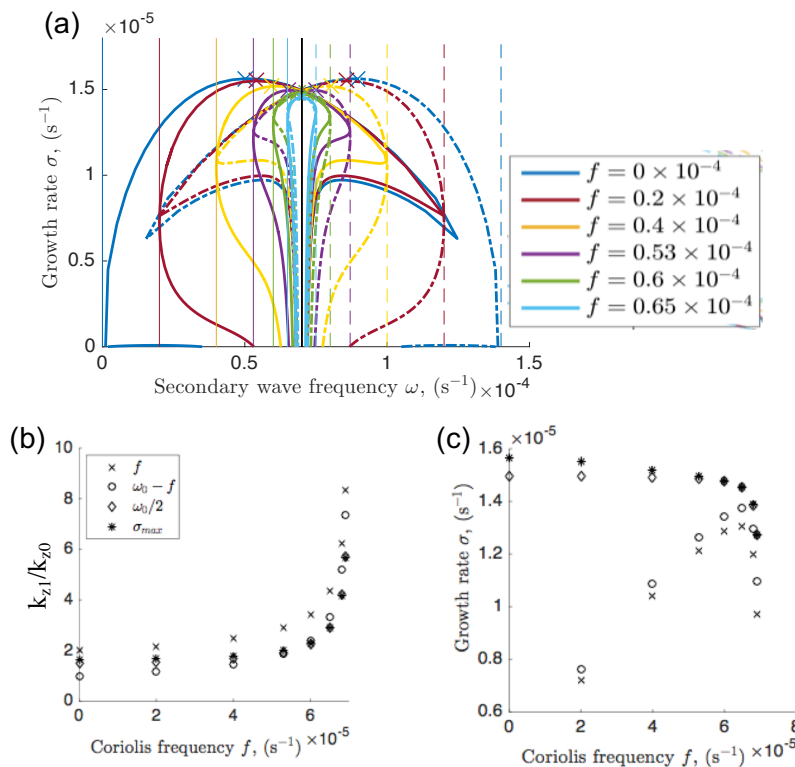 (a)
×10⁻⁵
1.5
1
0.5
0
Growth rate σ, (s⁻¹)
0.5
1
1.5
Secondary wave frequency ω, (s⁻¹)
×10⁻⁴
f = 0 × 10⁻⁴
f = 0.2 × 10⁻⁴
f = 0.4 × 10⁻⁴
f = 0.53 × 10⁻⁴
f = 0.6 × 10⁻⁴
f = 0.65 × 10⁻⁴
(b)
10
8
6
4
2
0
k_z1/k_z0
f
ω₀ − f
ω₀/2
σ_max
0
2
4
6
×10⁻⁵
Coriolis frequency f, (s⁻¹)
(c)
×10⁻⁵
1.6
1.4
1.2
1
0.8
0.6
Growth rate σ, (s⁻¹)
0
2
4
6
8
×10⁻⁵
Coriolis frequency f, (s⁻¹)